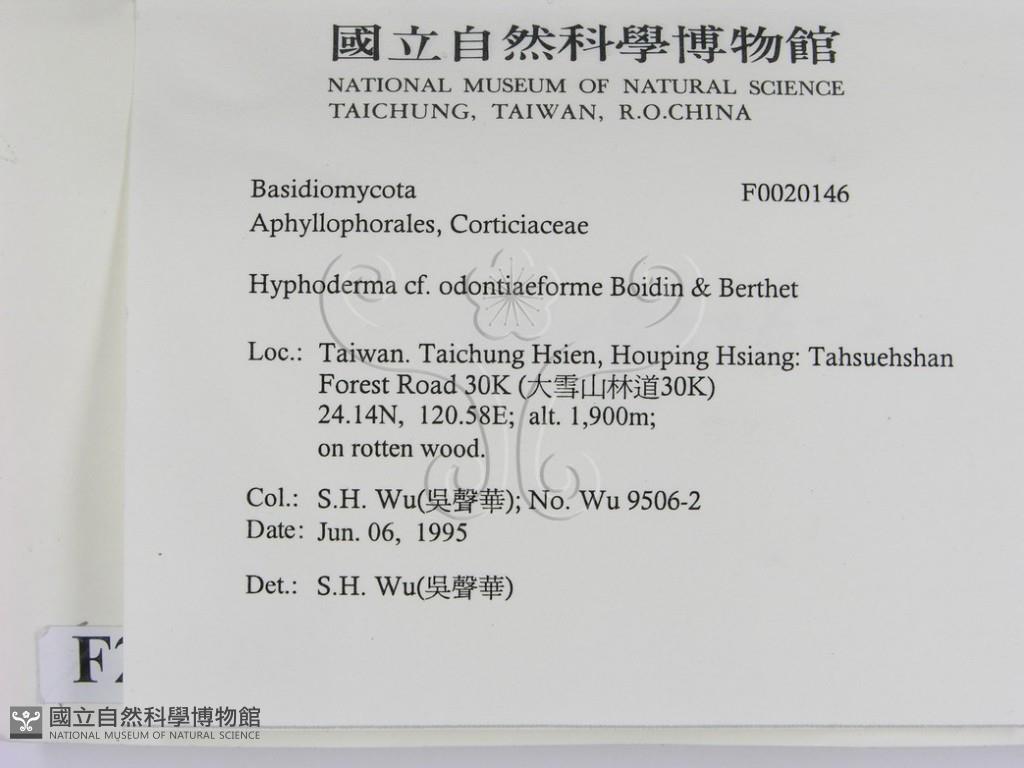 國立自然科學博物館
NATIONAL MUSEUM OF NATURAL SCIENCE
TAICHUNG, TAIWAN, R.O.CHINA
Basidiomycota F0020146
Aphyllophorales, Corticiaceae
Hyphoderma cf. odontiaeforme Boidin & Berthet
Loc.: Taiwan. Taichung Hsien, Houping Hsiang: Tahsuehshan
Forest Road 30K (大雪山林道30K)
24.14N, 120.58E; alt. 1,900m;
on rotten wood.
Col.: S.H. Wu(吳聲華); No. Wu 9506-2
Date: Jun. 06, 1995
Det.: S.H. Wu(吳聲華)
國立自然科學博物館
NATIONAL MUSEUM OF NATURAL SCIENCE